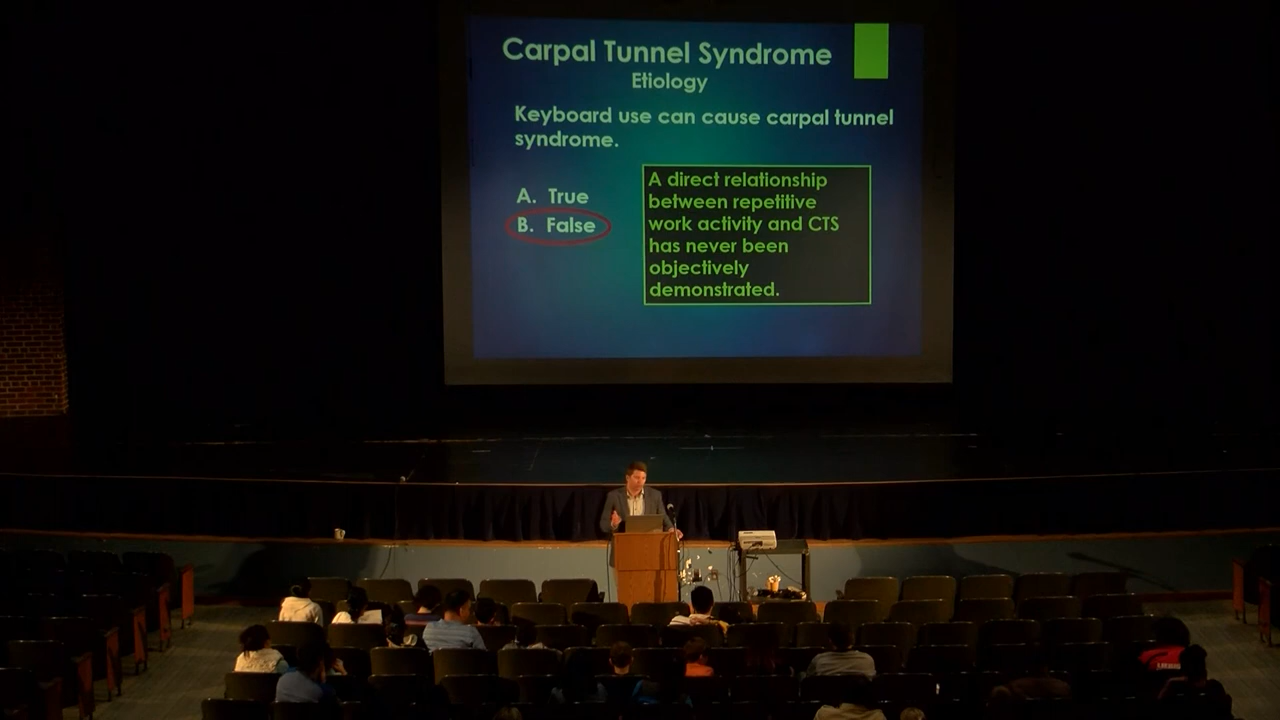 Carpal Tunnel Syndrome
Etiology
Keyboard use can cause carpal tunnel
syndrome.
A. True
B. False
A direct relationship
between repetitive
work activity and CTS
has never been
objectively
demonstrated.